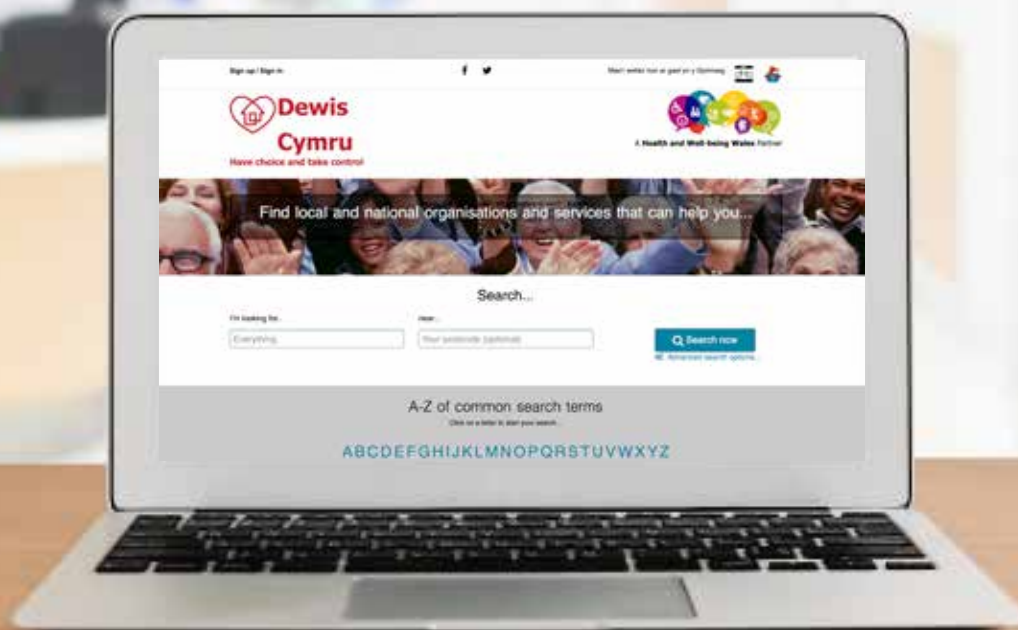 Sign up / Sign in
Dewis
Cymru
Have choice and take control
A Health and Well-being Wales Partner
Find local and national organisations and services that can help you...
Search...
I'm looking for...
near...
Everything
Your postcode (optional)
Search now
Advanced search options...
A-Z of common search terms
Click on a letter to start your search...
ABCDEFGHIJKLMNOPQRSTUVWXYZ